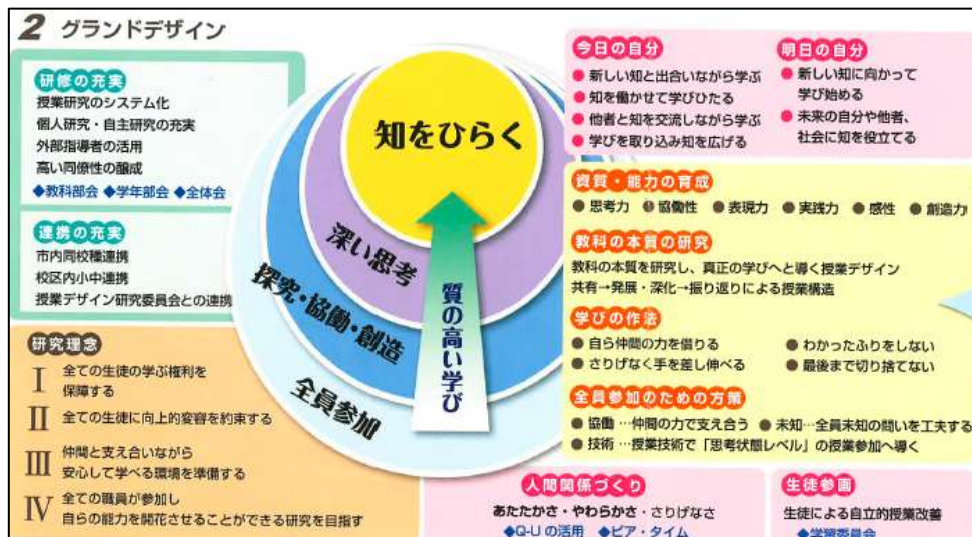 2 グランドデザイン
研修の充実
授業研究のシステム化
個人研究・自主研究の充実
外部指導者の活用
高い同僚性の醸成
◆教科部会 ◆学年部会 ◆全体会
連携の充実
市内同校種連携
校区内小中連携
授業デザイン研究委員会との連携
研究理念
I 全ての生徒の学ぶ権利を
保障する
II 全ての生徒に向上的変容を約束する
III 仲間と支え合いながら
安心して学べる環境を準備する
IV 全ての職員が参加し
自らの能力を開花させることができる研究を目指す
知をひらく
深い思考
探究・協働・創造
全員参加
質の高い学び
今日の自分
● 新しい知と出合いながら学ぶ
● 知を働かせて学びひたる
● 他者と知を交流しながら学ぶ
● 学びを取り込み知を広げる
明日の自分
● 新しい知に向かって
学び始める
● 未来の自分や他者、
社会に知を役立てる
資質・能力の育成
● 思考力 ● 協働性 ● 表現力 ● 実践力 ● 感性 ● 創造力
教科の本質の研究
教科の本質を研究し、真正の学びへと導く授業デザイン
共有→発展・深化→振り返りによる授業構造
学びの作法
● 自ら仲間の力を借りる ● わかったふりをしない
● さりげなく手を差し伸べる ● 最後まで切り捨てない
全員参加のための方策
● 協働…仲間の力で支え合う ● 未知…全員未知の問いを工夫する
● 技術…授業技術で「思考状態レベル」の授業参加へ導く
人間関係づくり
あたたかさ・やわらかさ・さりげなさ
◆Q-Uの活用 ◆ピア・タイム
生徒参画
生徒による自立的授業改善
◆学習委員会